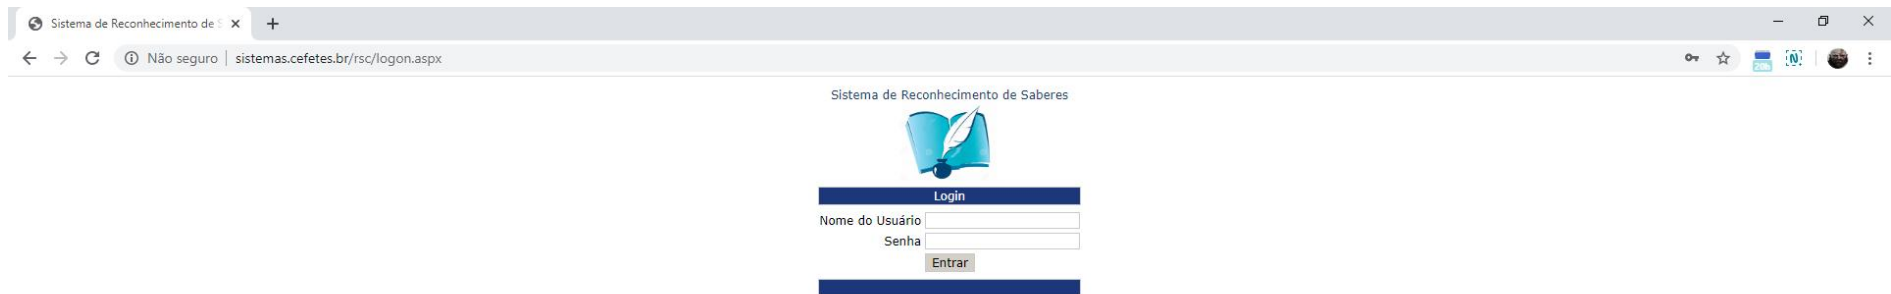 Sistema de Reconhecimento de S
Não seguro | sistemas.cefetes.br/rsc/logon.aspx
Sistema de Reconhecimento de Saberes
Login
Nome do Usuário
Senha
Entrar